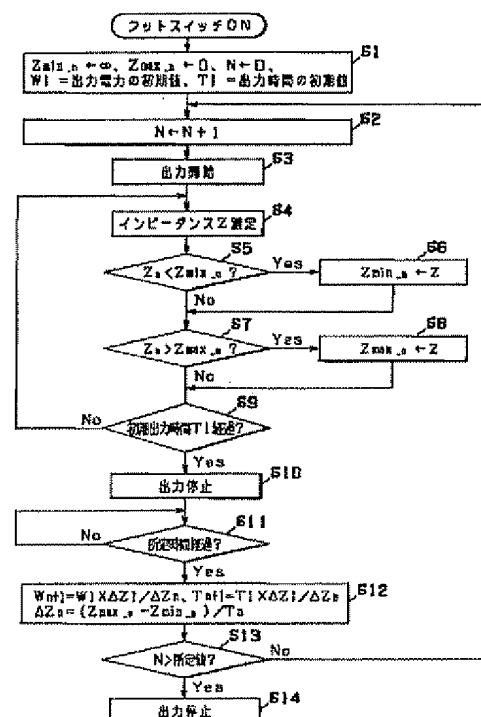 フットスイッチON
Zmin_n ← ∞, Zmax_n ← 0, N ← 0、
W1 =出力電力の初期値、T1 =出力時間の初期値
S1
N←N+1
S2
出力開始
S3
インピーダンスZ測定
S4
Zn<Zmin_n ?
S5
Yes
Zmin_n ← Z
S6
No
Zn>Zmax_n ?
S7
Yes
Zmax_n ← Z
S8
No
初期出力時間T1経過?
S9
No
Yes
出力停止
S10
所定時間経過?
S11
No
Yes
Wn+1=W1×ΔZ1/ΔZn、Tn+1=T1×ΔZ1/ΔZn
ΔZn=(Zmax_n −Zmin_n )/Tn
S12
N>所定値?
S13
No
Yes
出力停止
S14